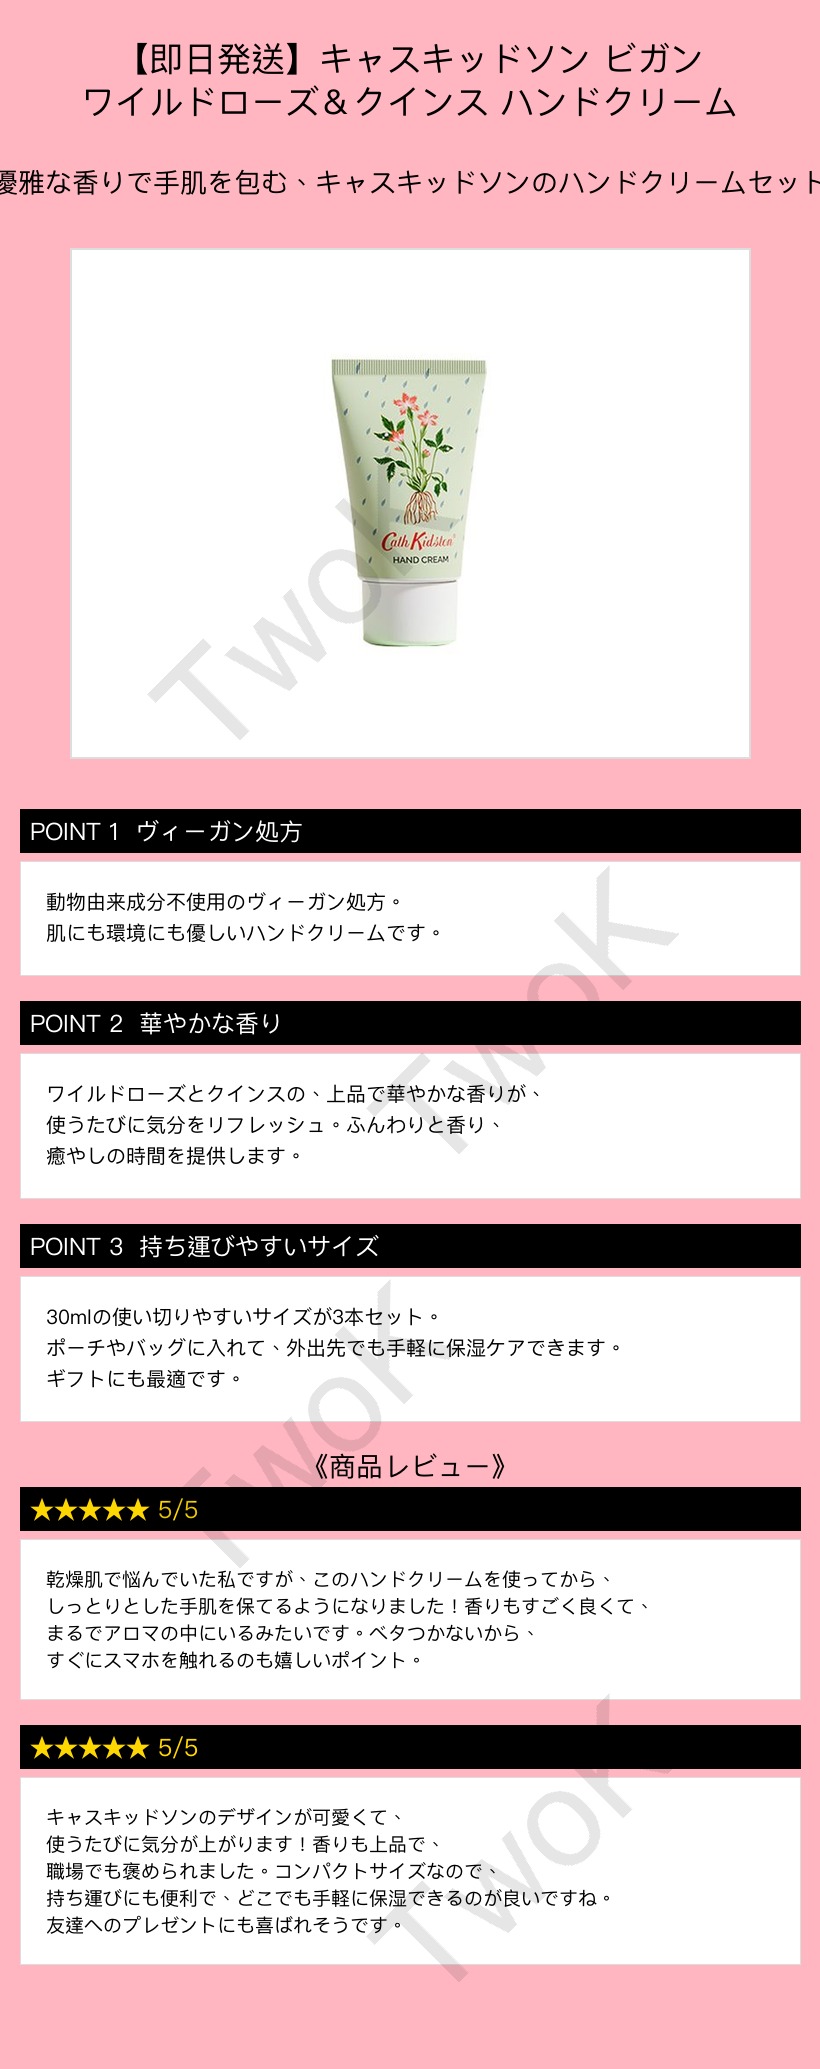 【即日発送】キャスキッドソン ビガン
ワイルドローズ＆クインス ハンドクリーム
優雅な香りで手肌を包む、キャスキッドソンのハンドクリームセット
Cath Kidston
HAND CREAM
TwoK
POINT 1 ヴィーガン処方
動物由来成分不使用のヴィーガン処方。
肌にも環境にも優しいハンドクリームです。
TwoK
POINT 2 華やかな香り
ワイルドローズとクインスの、上品で華やかな香りが、
使うたびに気分をリフレッシュ。ふんわりと香り、
癒やしの時間を提供します。
POINT 3 持ち運びやすいサイズ
30mlの使い切りやすいサイズが3本セット。
ポーチやバッグに入れて、外出先でも手軽に保湿ケアできます。
ギフトにも最適です。
TwoK
《商品レビュー》
★★★★★ 5/5
乾燥肌で悩んでいた私ですが、このハンドクリームを使ってから、
しっとりとした手肌を保てるようになりました！香りもすごく良くて、
まるでアロマの中にいるみたいです。ベタつかないから、
すぐにスマホを触れるのも嬉しいポイント。
★★★★★ 5/5
キャスキッドソンのデザインが可愛くて、
使うたびに気分が上がります！香りも上品で、
職場でも褒められました。コンパクトサイズなので、
持ち運びにも便利で、どこでも手軽に保湿できるのが良いですね。
友達へのプレゼントにも喜ばれそうです。
TwoK